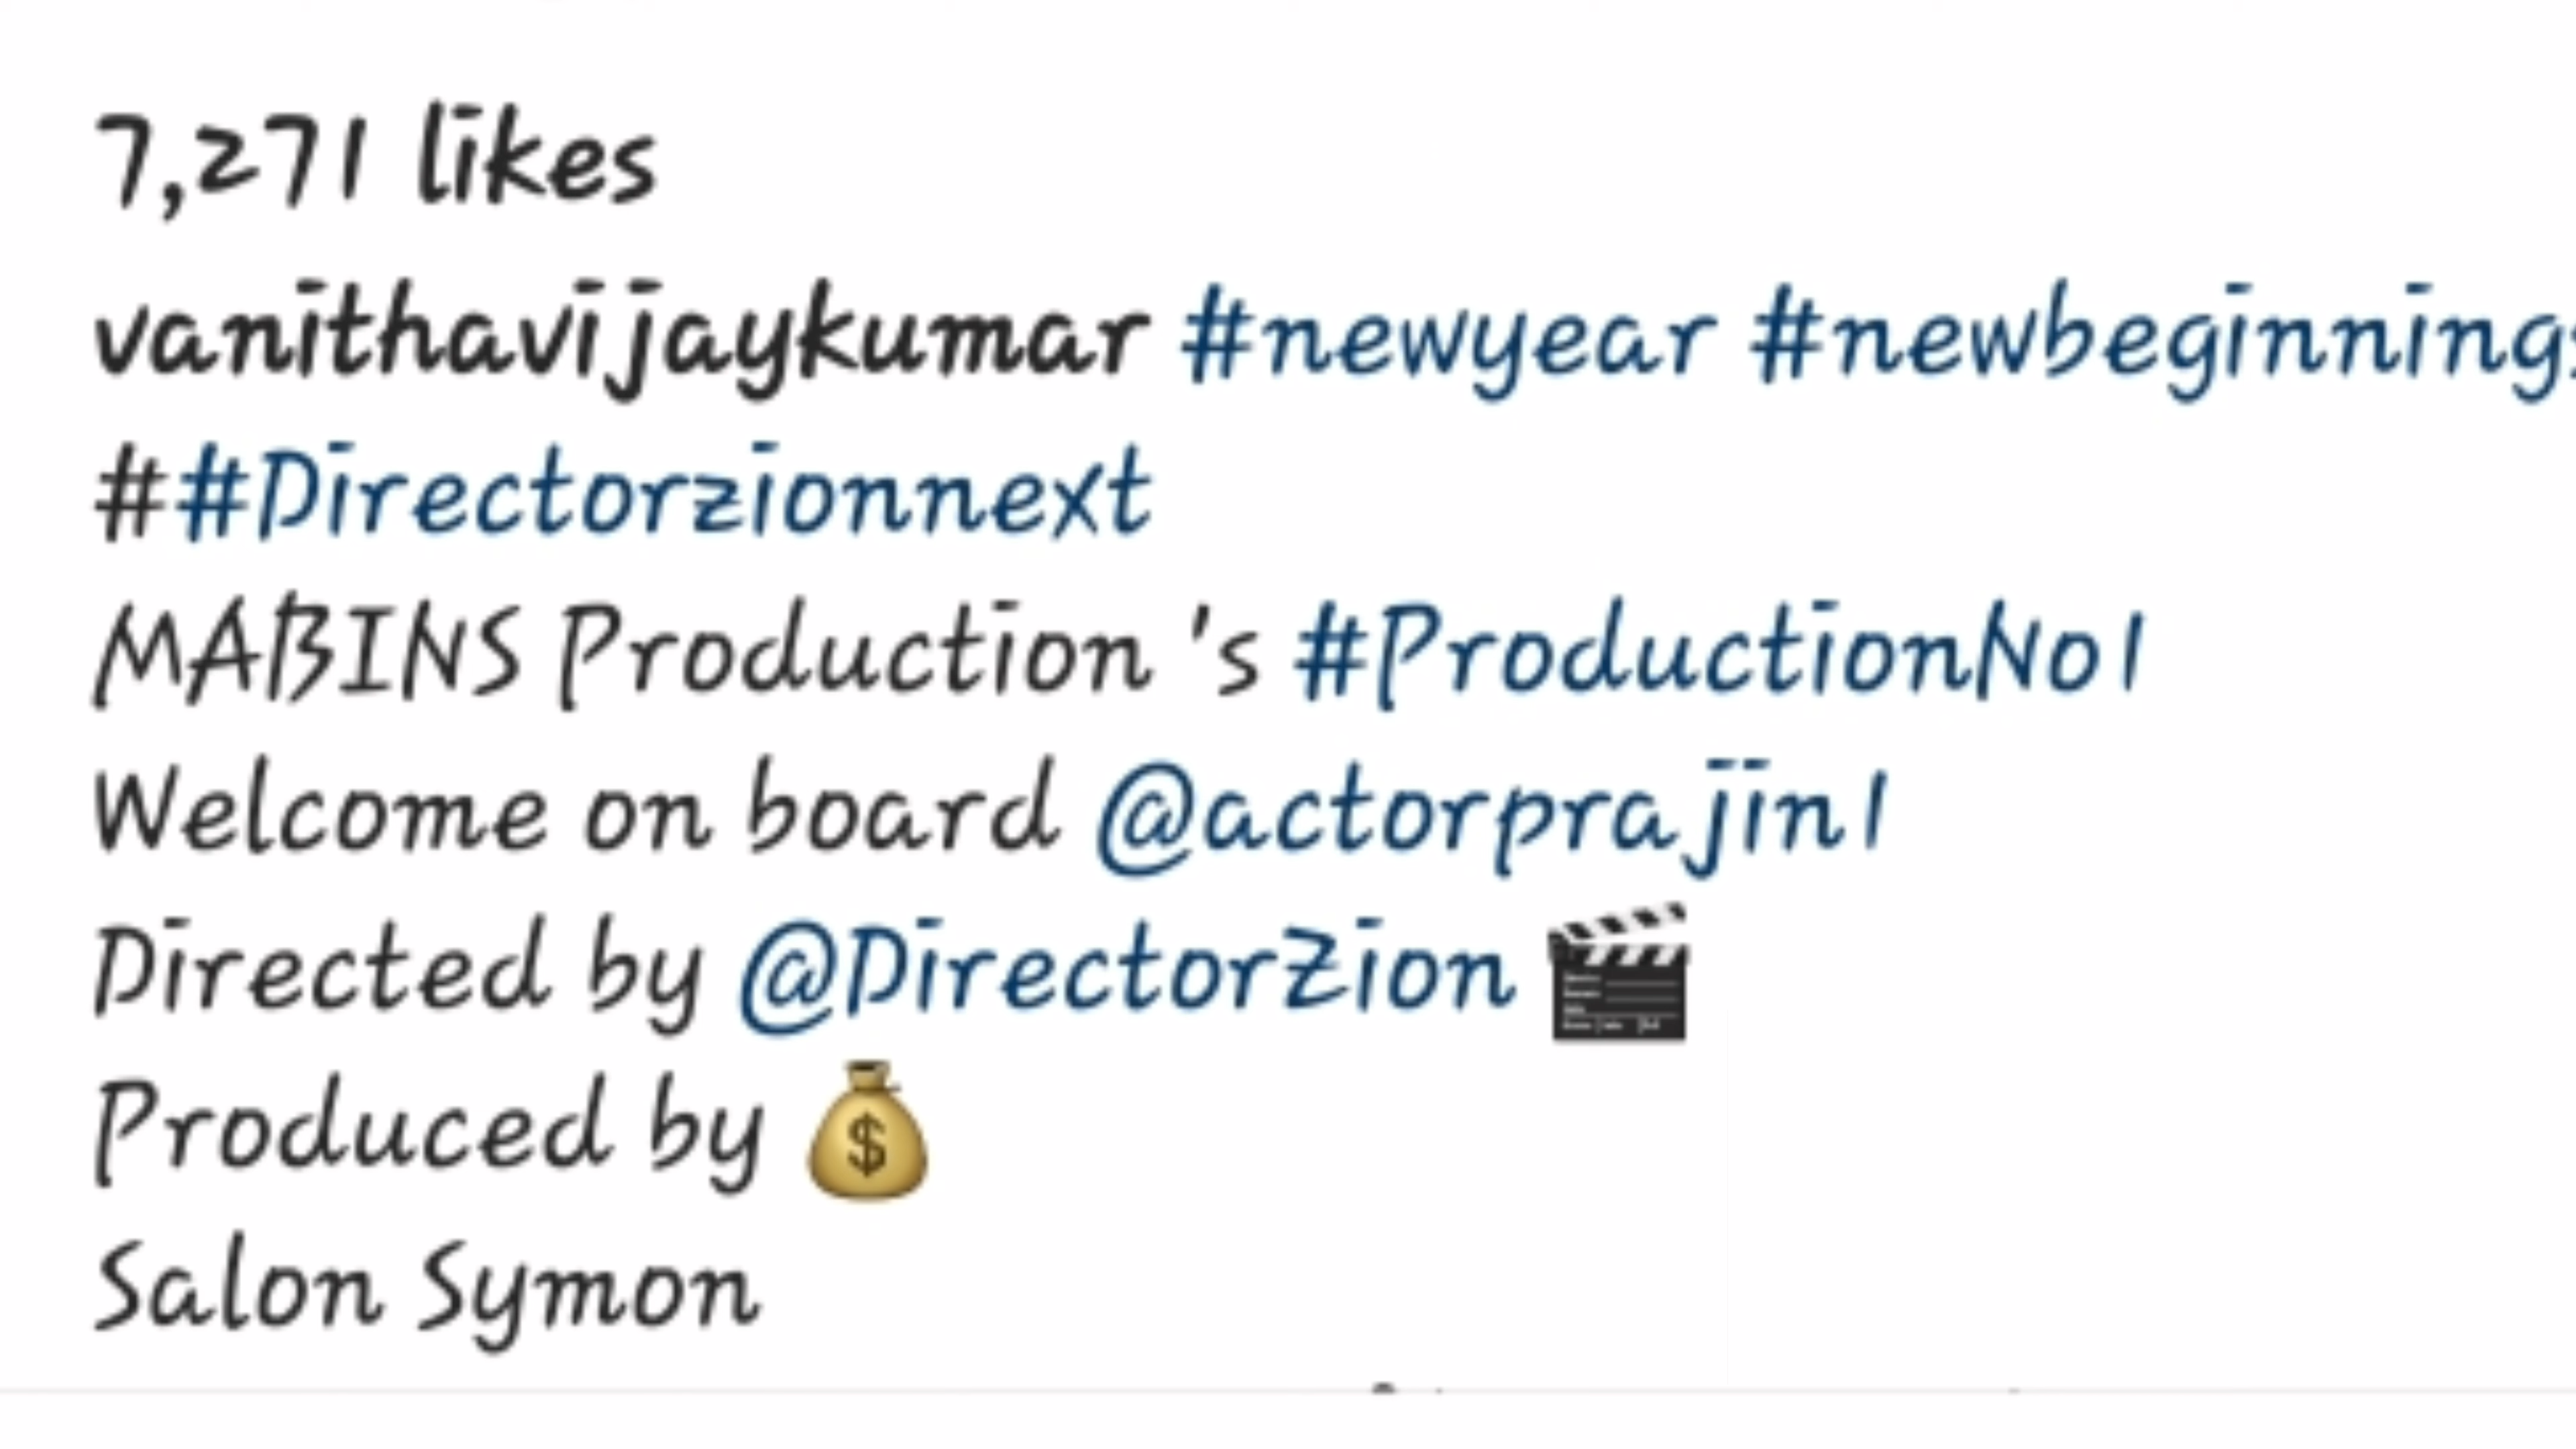 7,271 likes
vanithavijaykumar #newyear #newbeginnings
##Directorzionnext
MABINS Production 's #ProductionNo1
Welcome on board @actorprajin1
Directed by @DirectorZion 🎬
Produced by 💰
Salon Symon